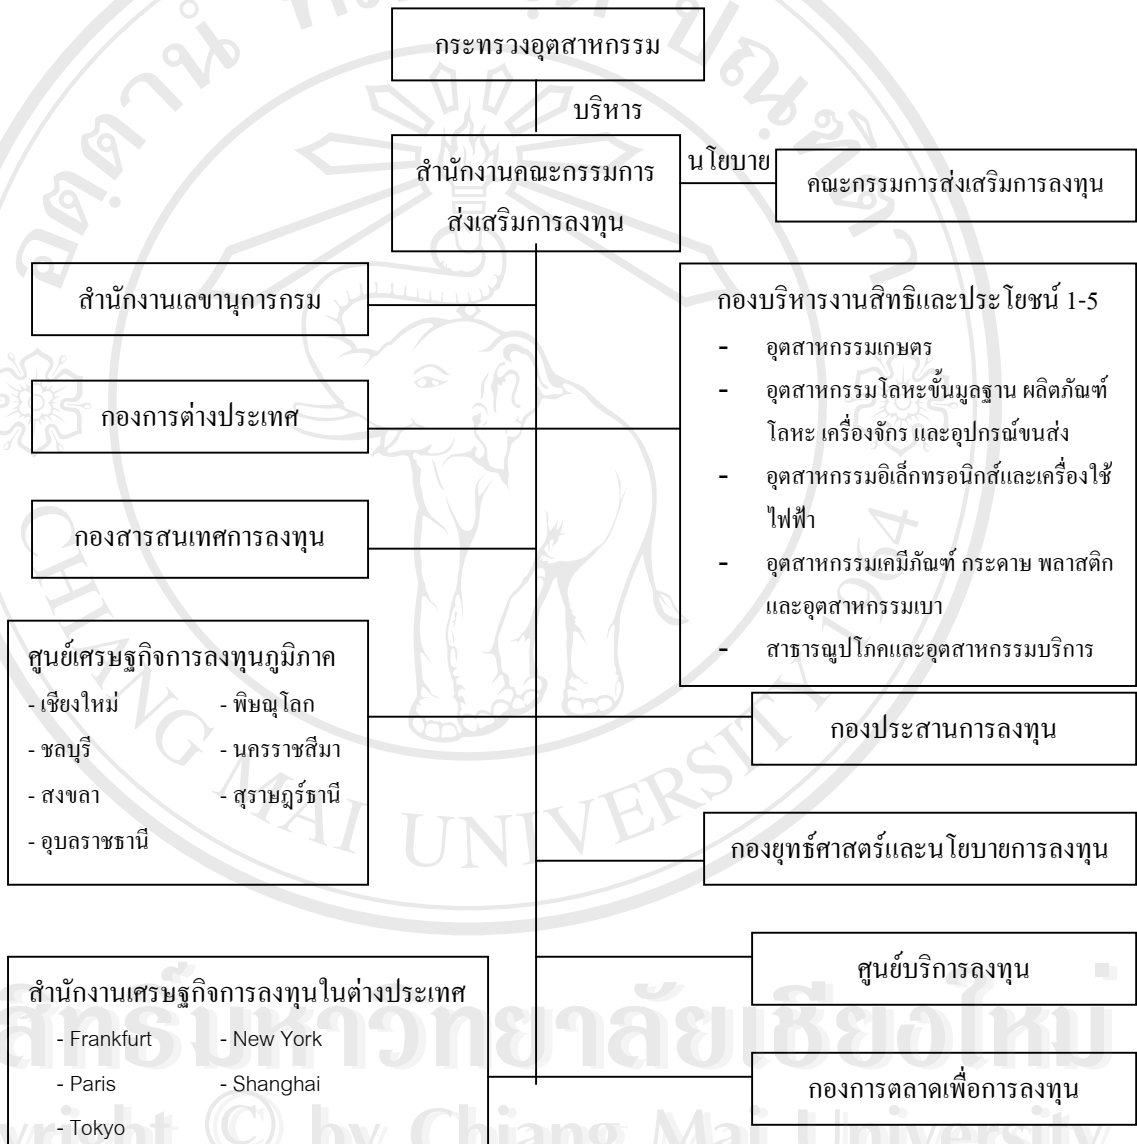 กระทรวงอุตสาหกรรม
บริหาร
สำนักงานคณะกรรมการ
ส่งเสริมการลงทุน
นโยบาย
คณะกรรมการส่งเสริมการลงทุน
สำนักงานเลขานุการกรม
กองการต่างประเทศ
กองสารสนเทศการลงทุน
ศูนย์เศรษฐกิจการลงทุนภูมิภาค
- เชียงใหม่ - พิษณุโลก
- ชลบุรี - นครราชสีมา
- สงขลา - สุราษฎร์ธานี
- อุบลราชธานี
สำนักงานเศรษฐกิจการลงทุนในต่างประเทศ
- Frankfurt - New York
- Paris - Shanghai
- Tokyo
กองบริหารงานสิทธิและประโยชน์ 1-5
- อุตสาหกรรมเกษตร
- อุตสาหกรรมโลหะขั้นมูลฐาน ผลิตภัณฑ์
โลหะ เครื่องจักร และอุปกรณ์ขนส่ง
- อุตสาหกรรมอิเล็กทรอนิกส์และเครื่องใช้
ไฟฟ้า
- อุตสาหกรรมเคมีภัณฑ์ กระดาษ พลาสติก
และอุตสาหกรรมเบา
- สาธารณูปโภคและอุตสาหกรรมบริการ
กองประสานการลงทุน
กองยุทธ์ศาสตร์และนโยบายการลงทุน
ศูนย์บริการลงทุน
กองการตลาดเพื่อการลงทุน
CHIANG MAI UNIVERSITY 1964
มหาวิทยาลัยเชียงใหม่
by Chiang Mai University